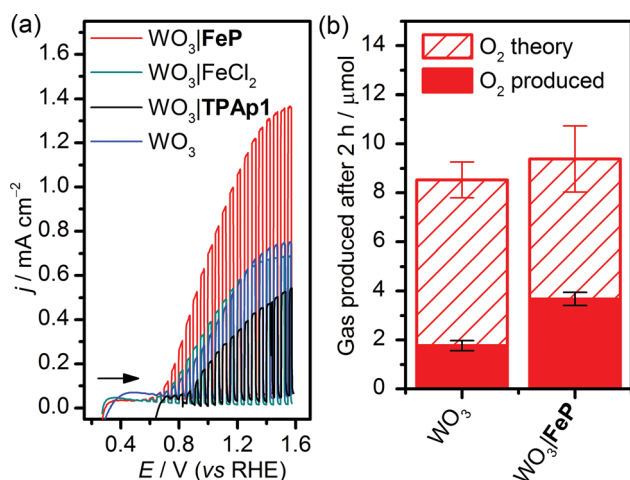 (a)
WO₃|FeP
WO₃|FeCl₂
WO₃|TPAp1
WO₃
1.6
1.4
1.2
1.0
0.8
0.6
0.4
0.2
0.0
j / mA cm⁻²
0.4 0.8 1.2 1.6
E / V (vs RHE)
(b)
O₂ theory
O₂ produced
14
12
10
8
6
4
2
0
Gas produced after 2 h / μmol
WO₃
WO₃|FeP